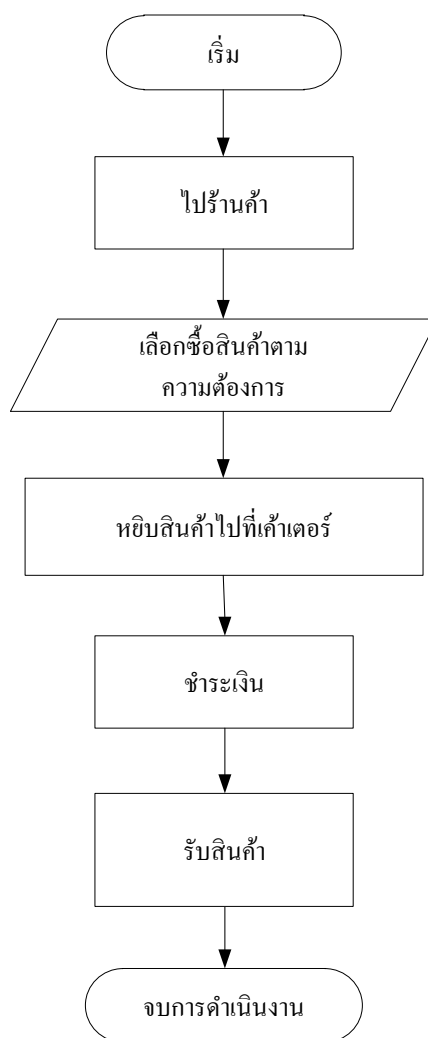 เริ่ม
ไปร้านค้า
เลือกซื้อสินค้าตาม
ความต้องการ
หยิบสินค้าไปที่เค้าเตอร์
ชำระเงิน
รับสินค้า
จบการดำเนินงาน